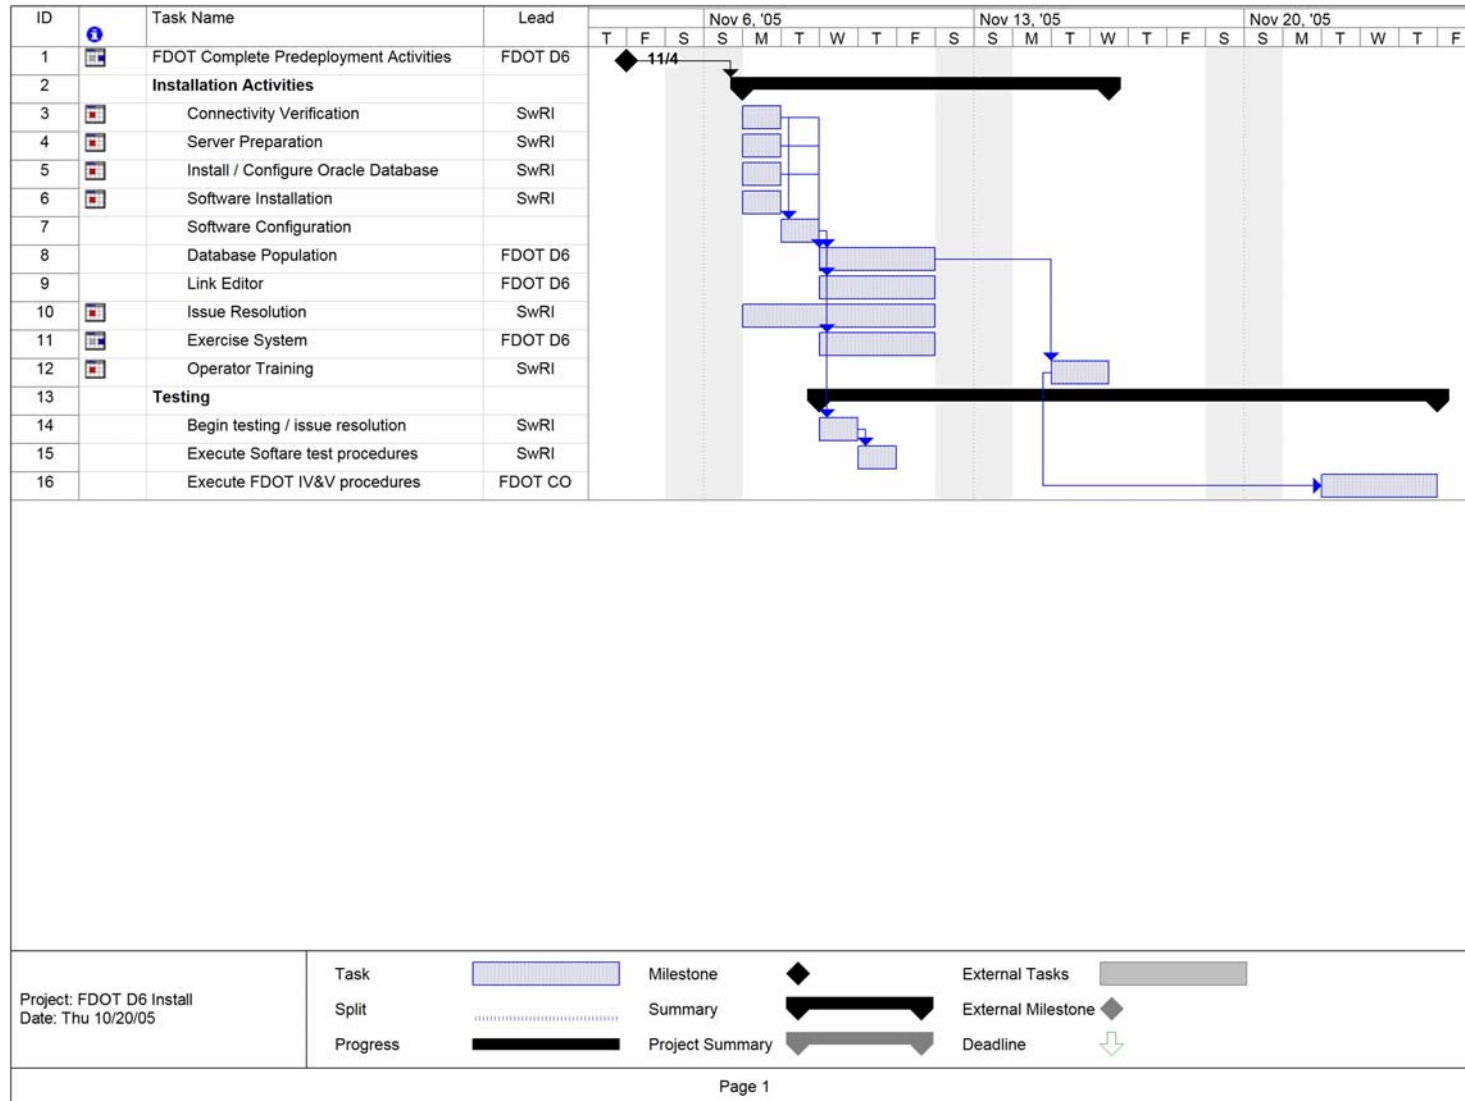 ID Task Name Lead Nov 6, '05 Nov 13, '05 Nov 20, '05
T F S S M T W T F S S M T W T F S S M T W T F
1 FDOT Complete Predeployment Activities FDOT D6 11/4
2 Installation Activities
3 Connectivity Verification SwRI
4 Server Preparation SwRI
5 Install / Configure Oracle Database SwRI
6 Software Installation SwRI
7 Software Configuration
8 Database Population FDOT D6
9 Link Editor FDOT D6
10 Issue Resolution SwRI
11 Exercise System FDOT D6
12 Operator Training SwRI
13 Testing
14 Begin testing / issue resolution SwRI
15 Execute Softare test procedures SwRI
16 Execute FDOT IV&V procedures FDOT CO
Project: FDOT D6 Install
Date: Thu 10/20/05
Task Milestone External Tasks
Split Summary External Milestone
Progress Project Summary Deadline
Page 1